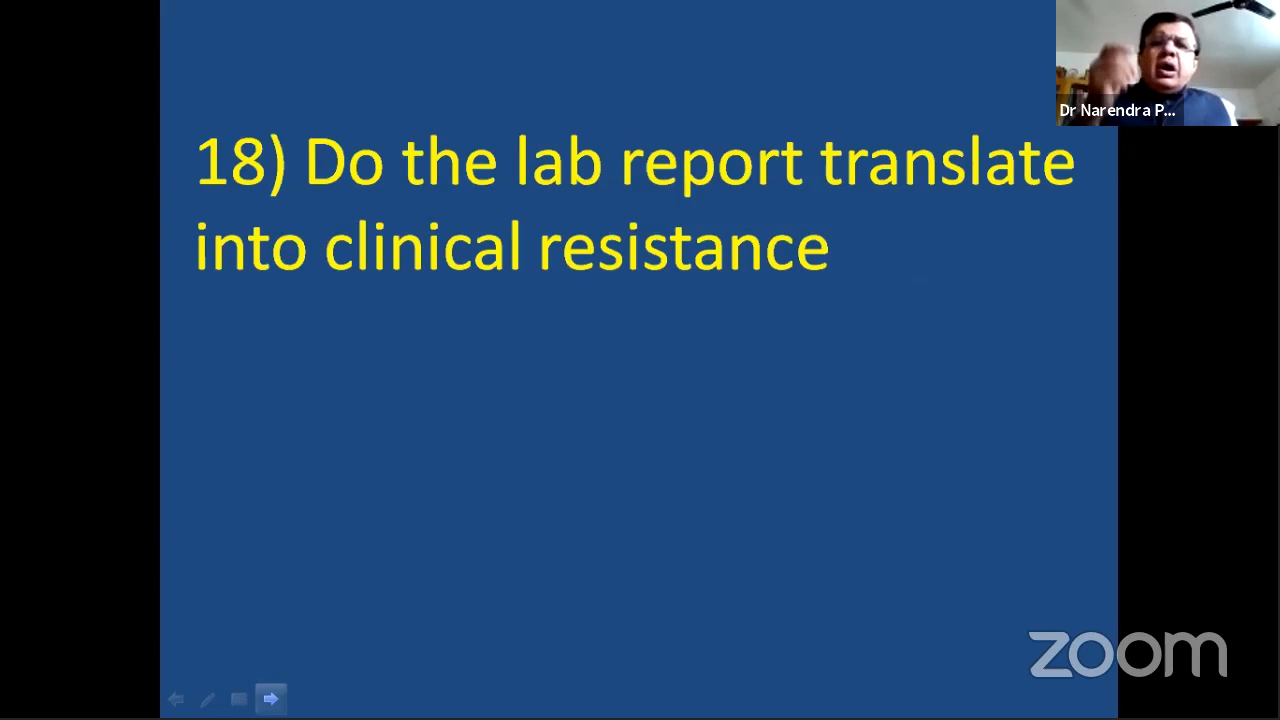 Dr Narendra P...
18) Do the lab report translate
into clinical resistance
zoom